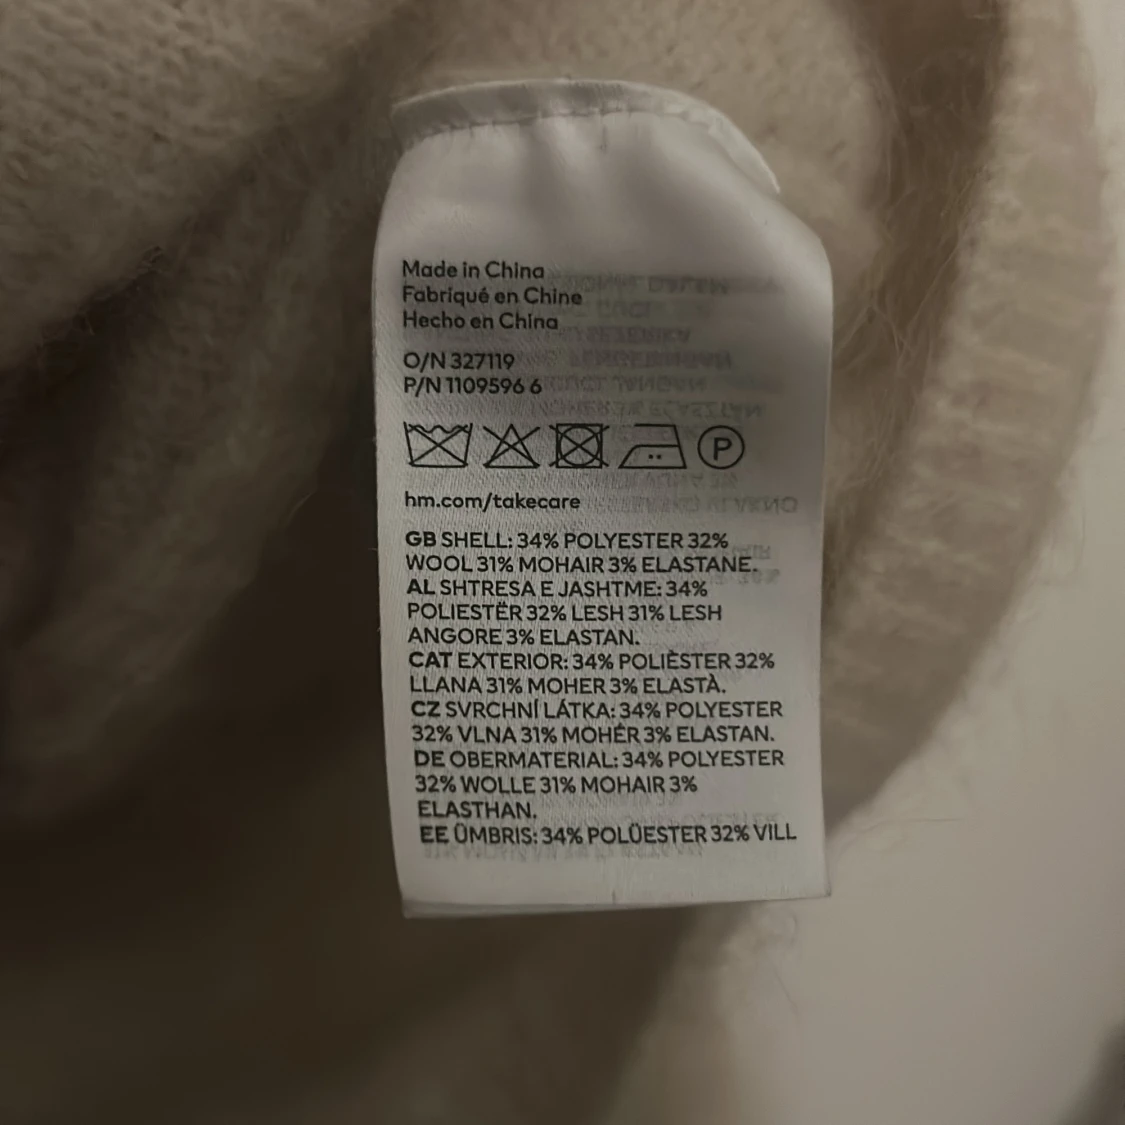 Made in China
Fabriqué en Chine
Hecho en China
O/N 327119
P/N 1109596 6
P
hm.com/takecare
GB SHELL: 34% POLYESTER 32%
WOOL 31% MOHAIR 3% ELASTANE.
AL SHTRESA E JASHTME: 34%
POLIESTËR 32% LESH 31% LESH
ANGORE 3% ELASTAN.
CAT EXTERIOR: 34% POLIÈSTER 32%
LLANA 31% MOHER 3% ELASTÀ.
CZ SVRCHNÍ LÁTKA: 34% POLYESTER
32% VLNA 31% MOHÉR 3% ELASTAN.
DE OBERMATERIAL: 34% POLYESTER
32% WOLLE 31% MOHAIR 3%
ELASTHAN.
EE ÜMBRIS: 34% POLÜESTER 32% VILL